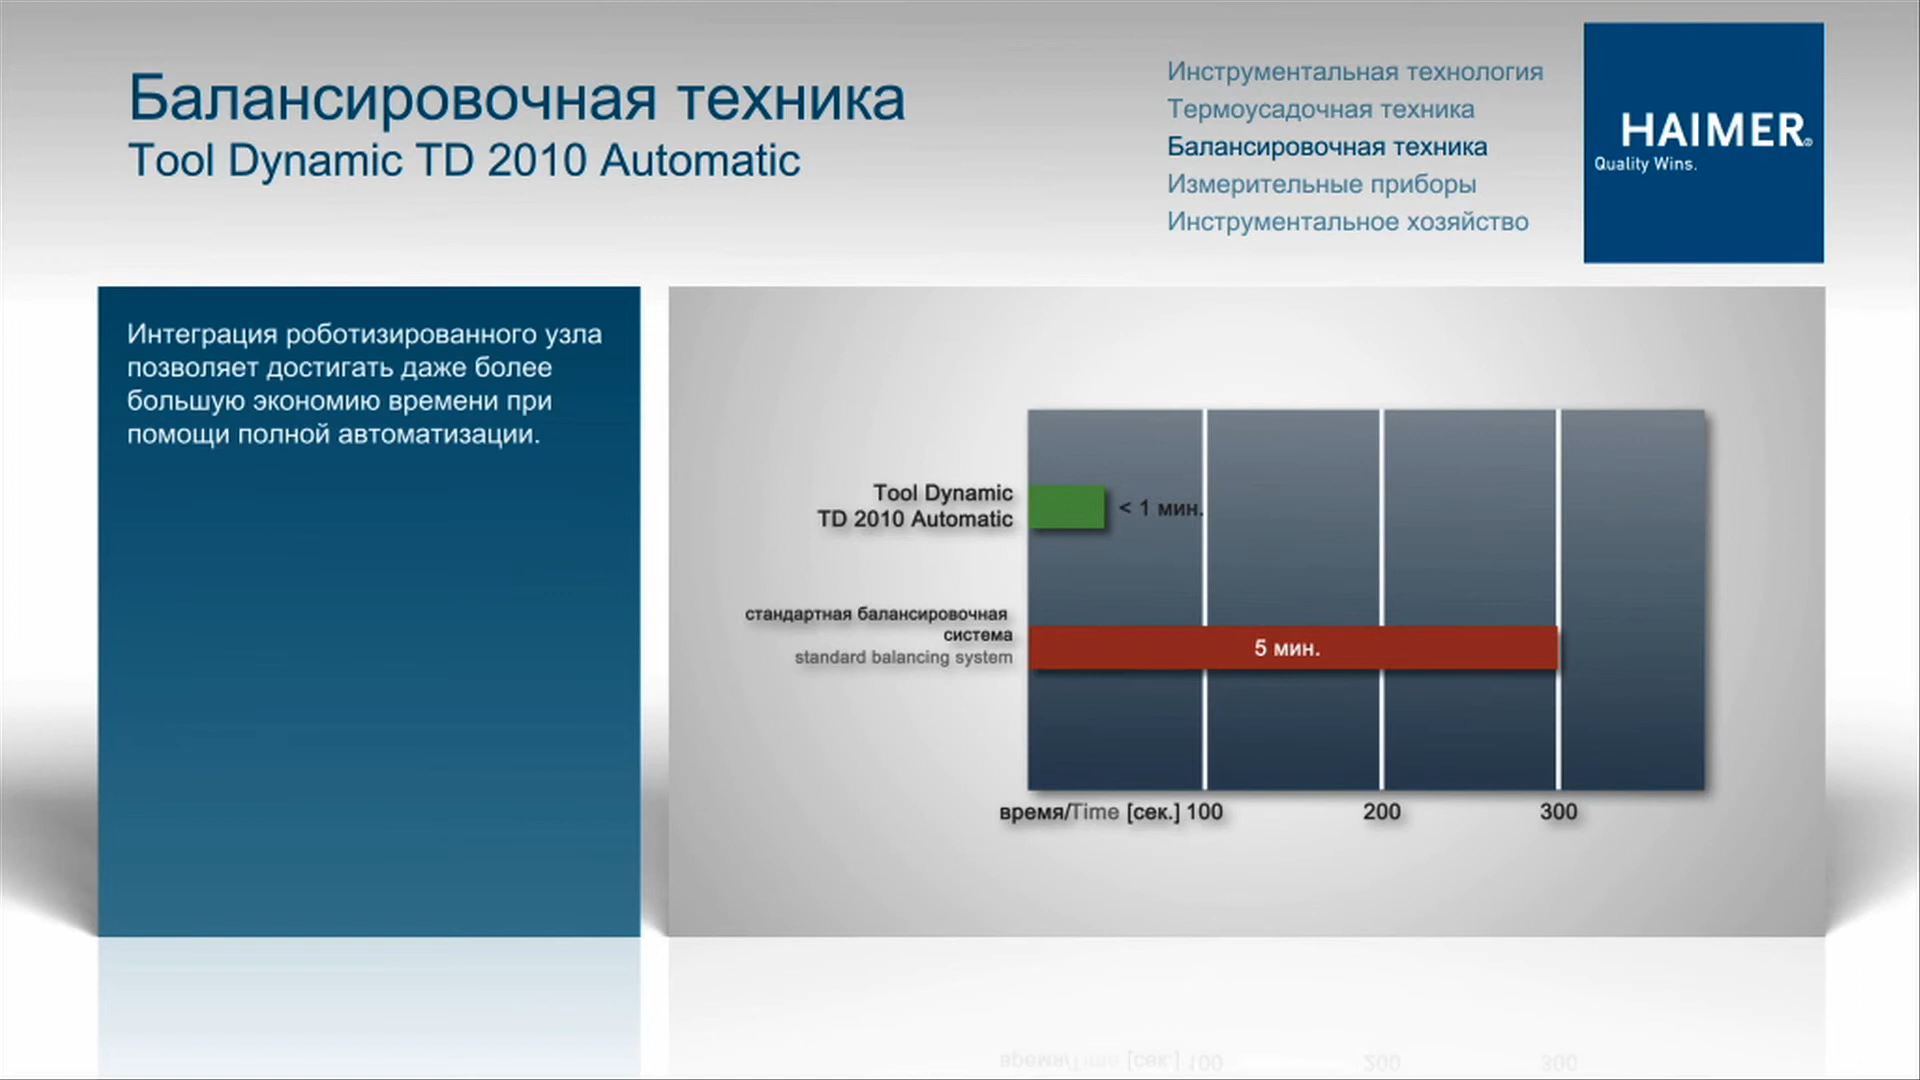 Балансировочная техника
Tool Dynamic TD 2010 Automatic
Инструментальная технология
Термоусадочная техника
Балансировочная техника
Измерительные приборы
Инструментальное хозяйство
HAIMER®
Quality Wins.
Интеграция роботизированного узла
позволяет достигать даже более
большую экономию времени при
помощи полной автоматизации.
Tool Dynamic
TD 2010 Automatic
< 1 мин.
стандартная балансировочная
система
standard balancing system
5 мин.
время/Time [сек.] 100 200 300